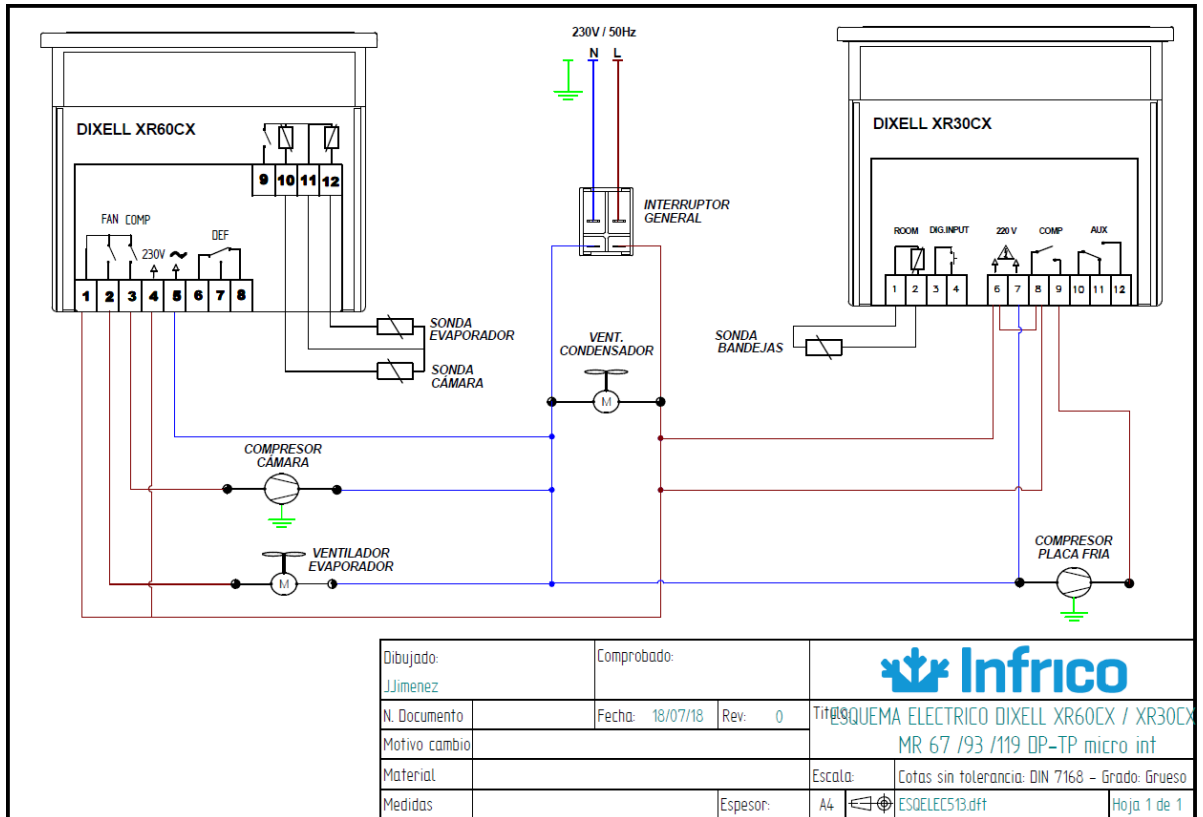 230V / 50Hz
N L
DIXELL XR60CX
9 10 11 12
FAN COMP
230V
DEF
1 2 3 4 5 6 7 8
INTERRUPTOR
GENERAL
DIXELL XR30CX
ROOM DIG.INPUT 220 V COMP AUX
1 2 3 4 6 7 8 9 10 11 12
SONDA
EVAPORADOR
SONDA
CÁMARA
VENT.
CONDENSADOR
M
SONDA
BANDEJAS
COMPRESOR
CÁMARA
VENTILADOR
EVAPORADOR
M
COMPRESOR
PLACA FRIA
Dibujado:
JJimenez
Comprobado:
Infrico
N. Documento
Fecha: 18/07/18
Rev: 0
Titulo:
ESQUEMA ELECTRICO DIXELL XR60CX / XR30CX
MR 67 /93 /119 DP-TP micro int
Motivo cambio
Material
Escala:
Cotas sin tolerancia: DIN 7168 - Grado: Grueso
Medidas
Espesor:
A4
ESQELEC513.dft
Hoja 1 de 1